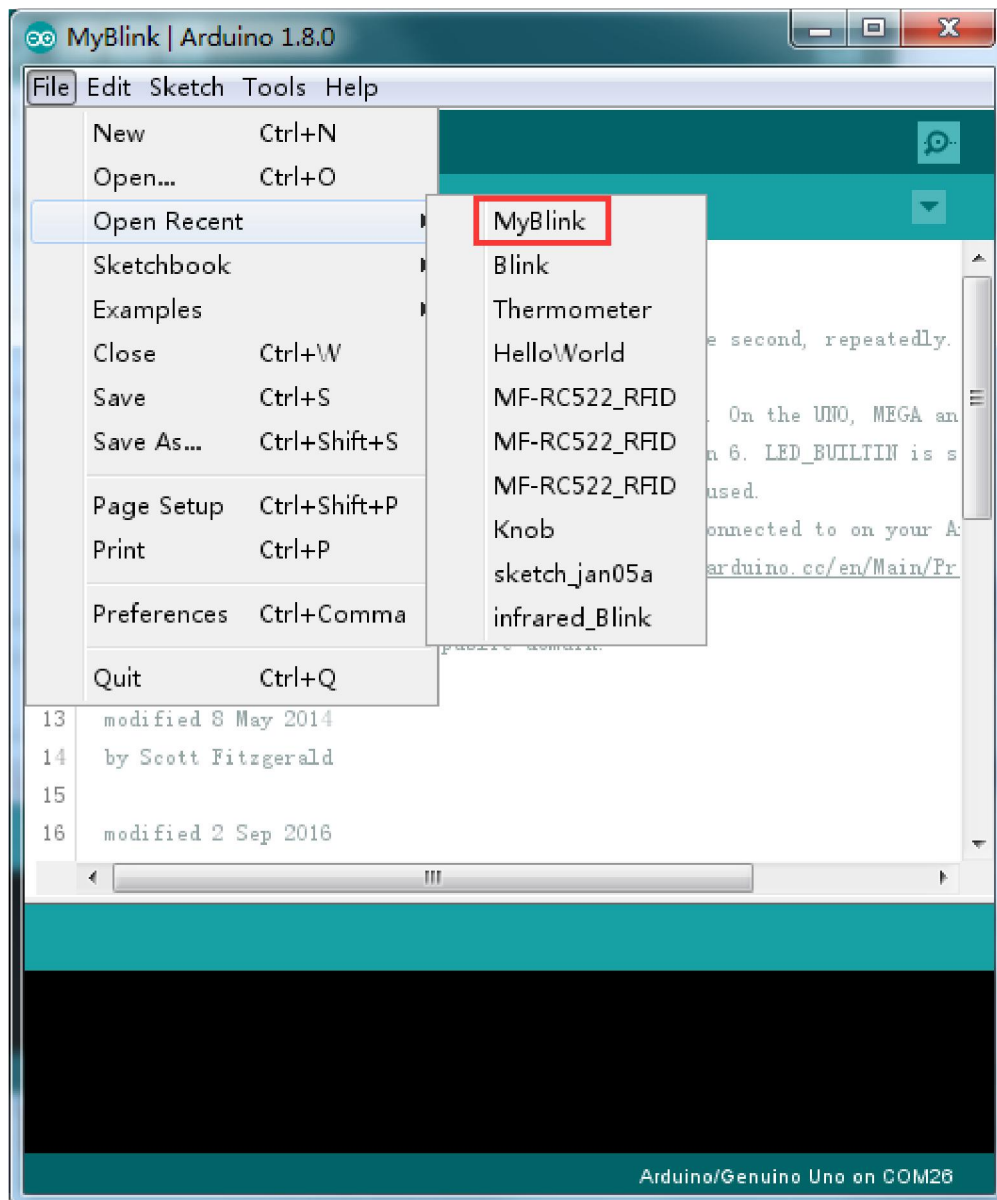 MyBlink | Arduino 1.8.0
File Edit Sketch Tools Help
New Ctrl+N
Open... Ctrl+O
Open Recent
Sketchbook
Examples
Close Ctrl+W
Save Ctrl+S
Save As... Ctrl+Shift+S
Page Setup Ctrl+Shift+P
Print Ctrl+P
Preferences Ctrl+Comma
Quit Ctrl+Q
MyBlink
Blink
Thermometer
HelloWorld
MF-RC522_RFID
MF-RC522_RFID
MF-RC522_RFID
Knob
sketch_jan05a
infrared_Blink
e second, repeatedly.
. On the UNO, MEGA an
n 6. LED_BUILTIN is s
used.
onnected to on your A
arduino.cc/en/Main/Pr
public domain.
13 modified 8 May 2014
14 by Scott Fitzgerald
15
16 modified 2 Sep 2016
Arduino/Genuino Uno on COM26